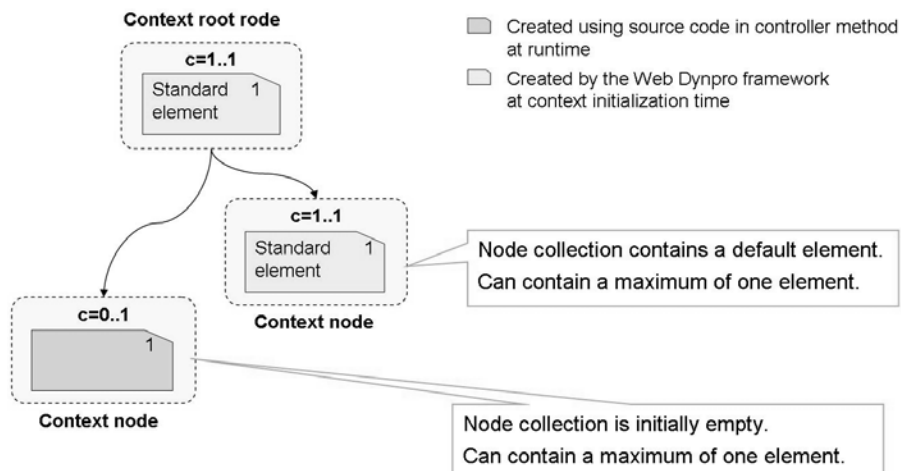 Context root rode
c=1..1
Standard 1
element
Created using source code in controller method
at runtime
Created by the Web Dynpro framework
at context initialization time
c=1..1
Standard 1
element
Context node
Node collection contains a default element.
Can contain a maximum of one element.
c=0..1
1
Context node
Node collection is initially empty.
Can contain a maximum of one element.